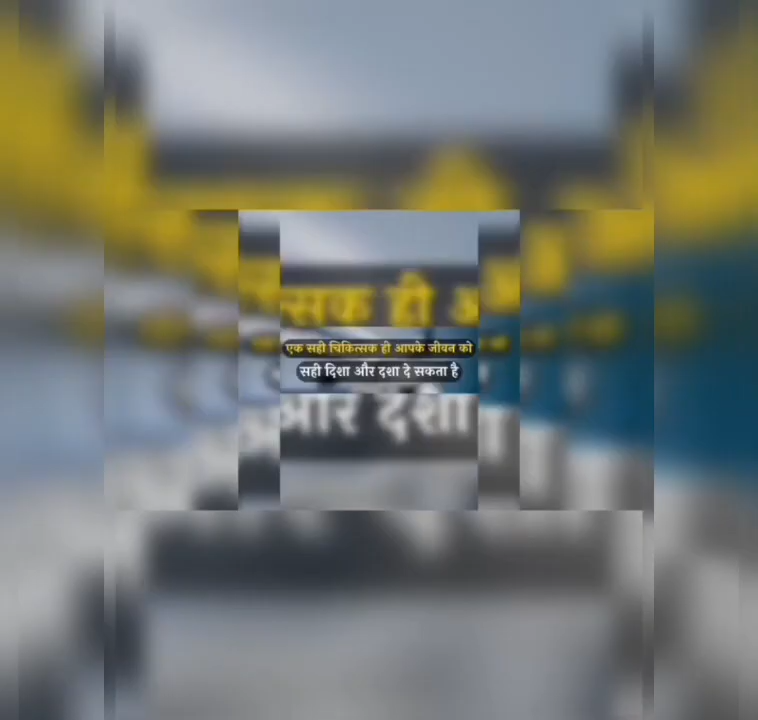 एक सही चिकित्सक ही आपके जीवन को
सही दिशा और दशा दे सकता है